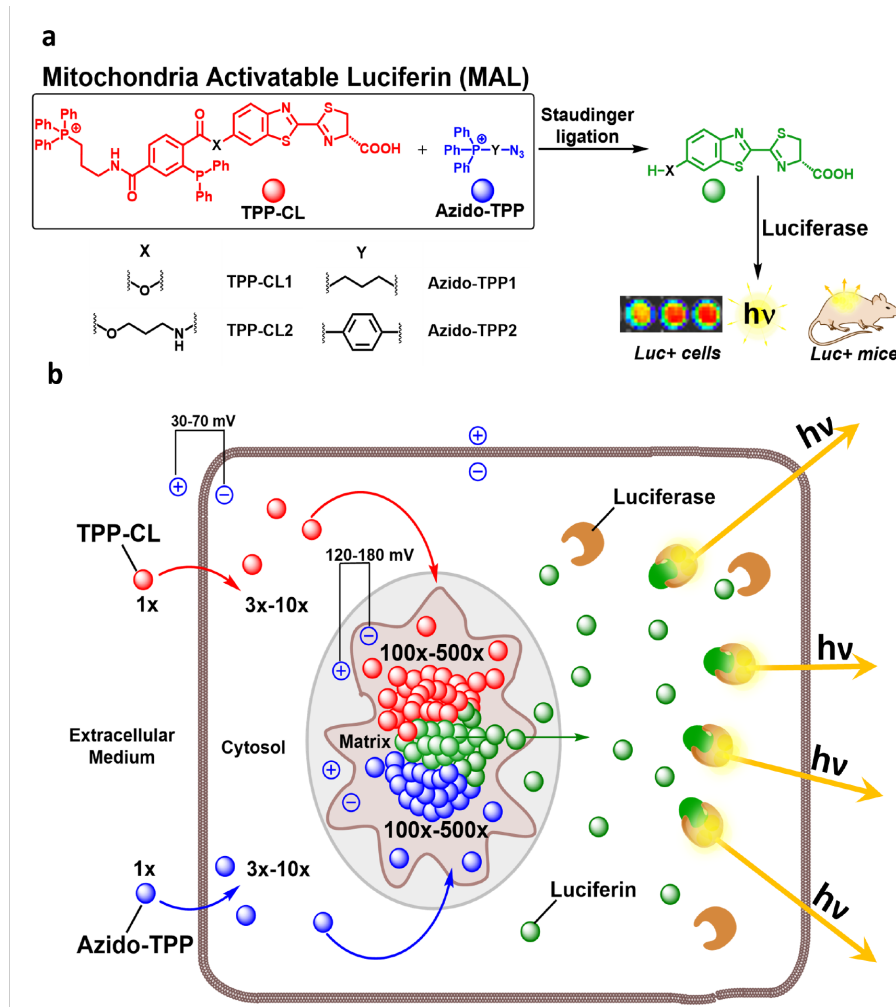 a
Mitochondria Activatable Luciferin (MAL)
Ph
Ph
Ph
P
⊕
N
H
O
O
X
P
Ph
Ph
N
S
S
N
COOH
TPP-CL
+
Ph
Ph
Ph
P
⊕
Y
N3
Azido-TPP
Staudinger
ligation
H-X
N
S
S
N
COOH
Luciferase
X
Y
O
TPP-CL1
Azido-TPP1
O
N
H
TPP-CL2
Azido-TPP2
hν
Luc+ cells
Luc+ mice
b
30-70 mV
+
−
+
−
hν
TPP-CL
1x
3x-10x
120-180 mV
−
+
100x-500x
Luciferase
hν
Extracellular
Medium
Cytosol
Matrix
+
−
100x-500x
hν
1x
3x-10x
Azido-TPP
Luciferin
hν